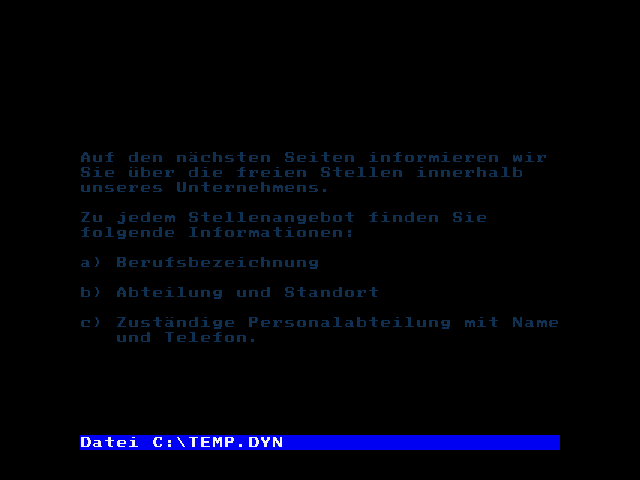 Auf den nächsten Seiten informieren wir
Sie über die freien Stellen innerhalb
unseres Unternehmens.
Zu jedem Stellenangebot finden Sie
folgende Informationen:
a) Berufsbezeichnung
b) Abteilung und Standort
c) Zuständige Personalabteilung mit Name
und Telefon.
Datei C:\TEMP.DYN